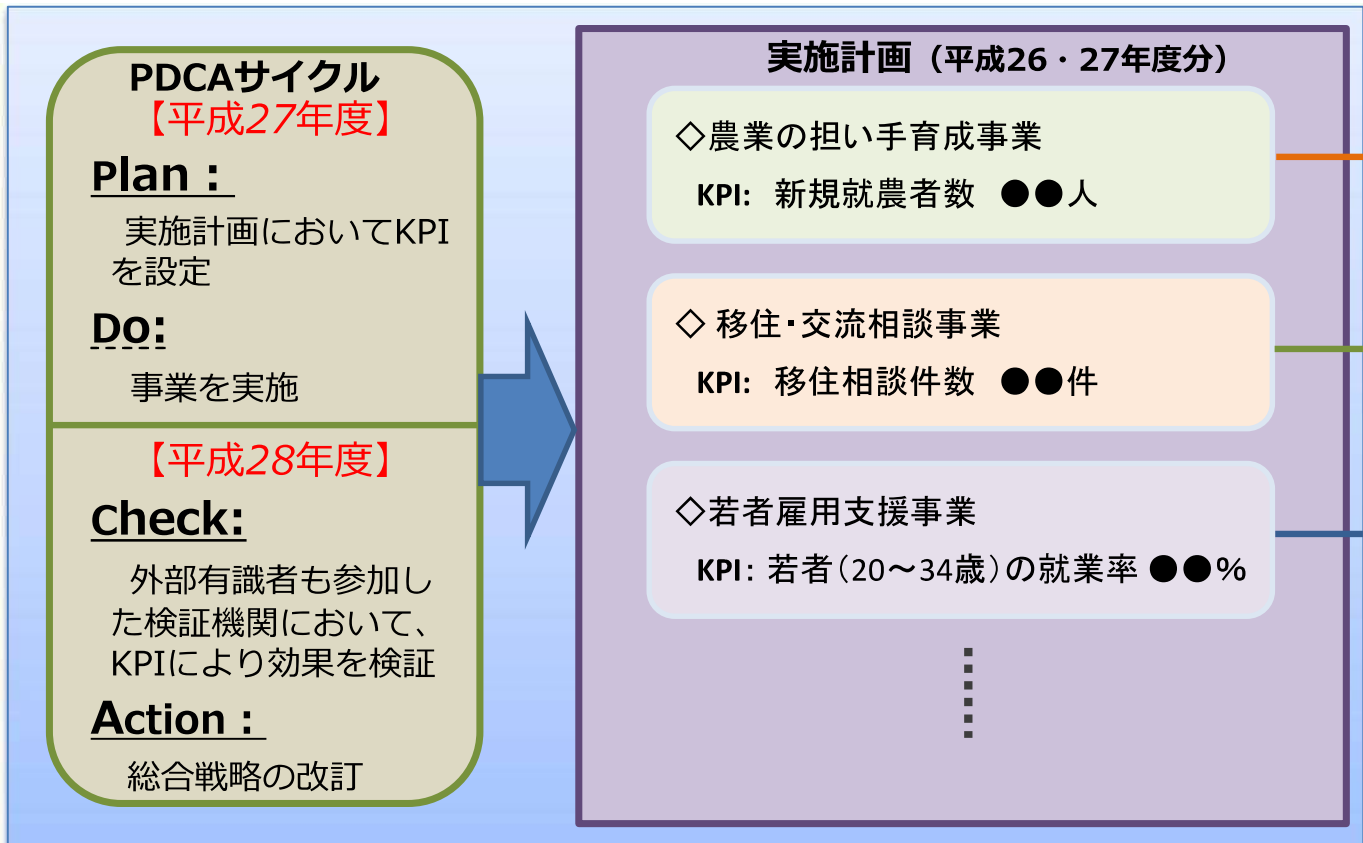 PDCAサイクル
【平成27年度】
Plan：
実施計画においてKPI
を設定
Do:
事業を実施
【平成28年度】
Check:
外部有識者も参加し
た検証機関において、
KPIにより効果を検証
Action：
総合戦略の改訂
実施計画（平成26・27年度分）
◇農業の担い手育成事業
KPI: 新規就農者数 ●●人
◇ 移住・交流相談事業
KPI: 移住相談件数 ●●件
◇若者雇用支援事業
KPI: 若者（20～34歳）の就業率 ●●％